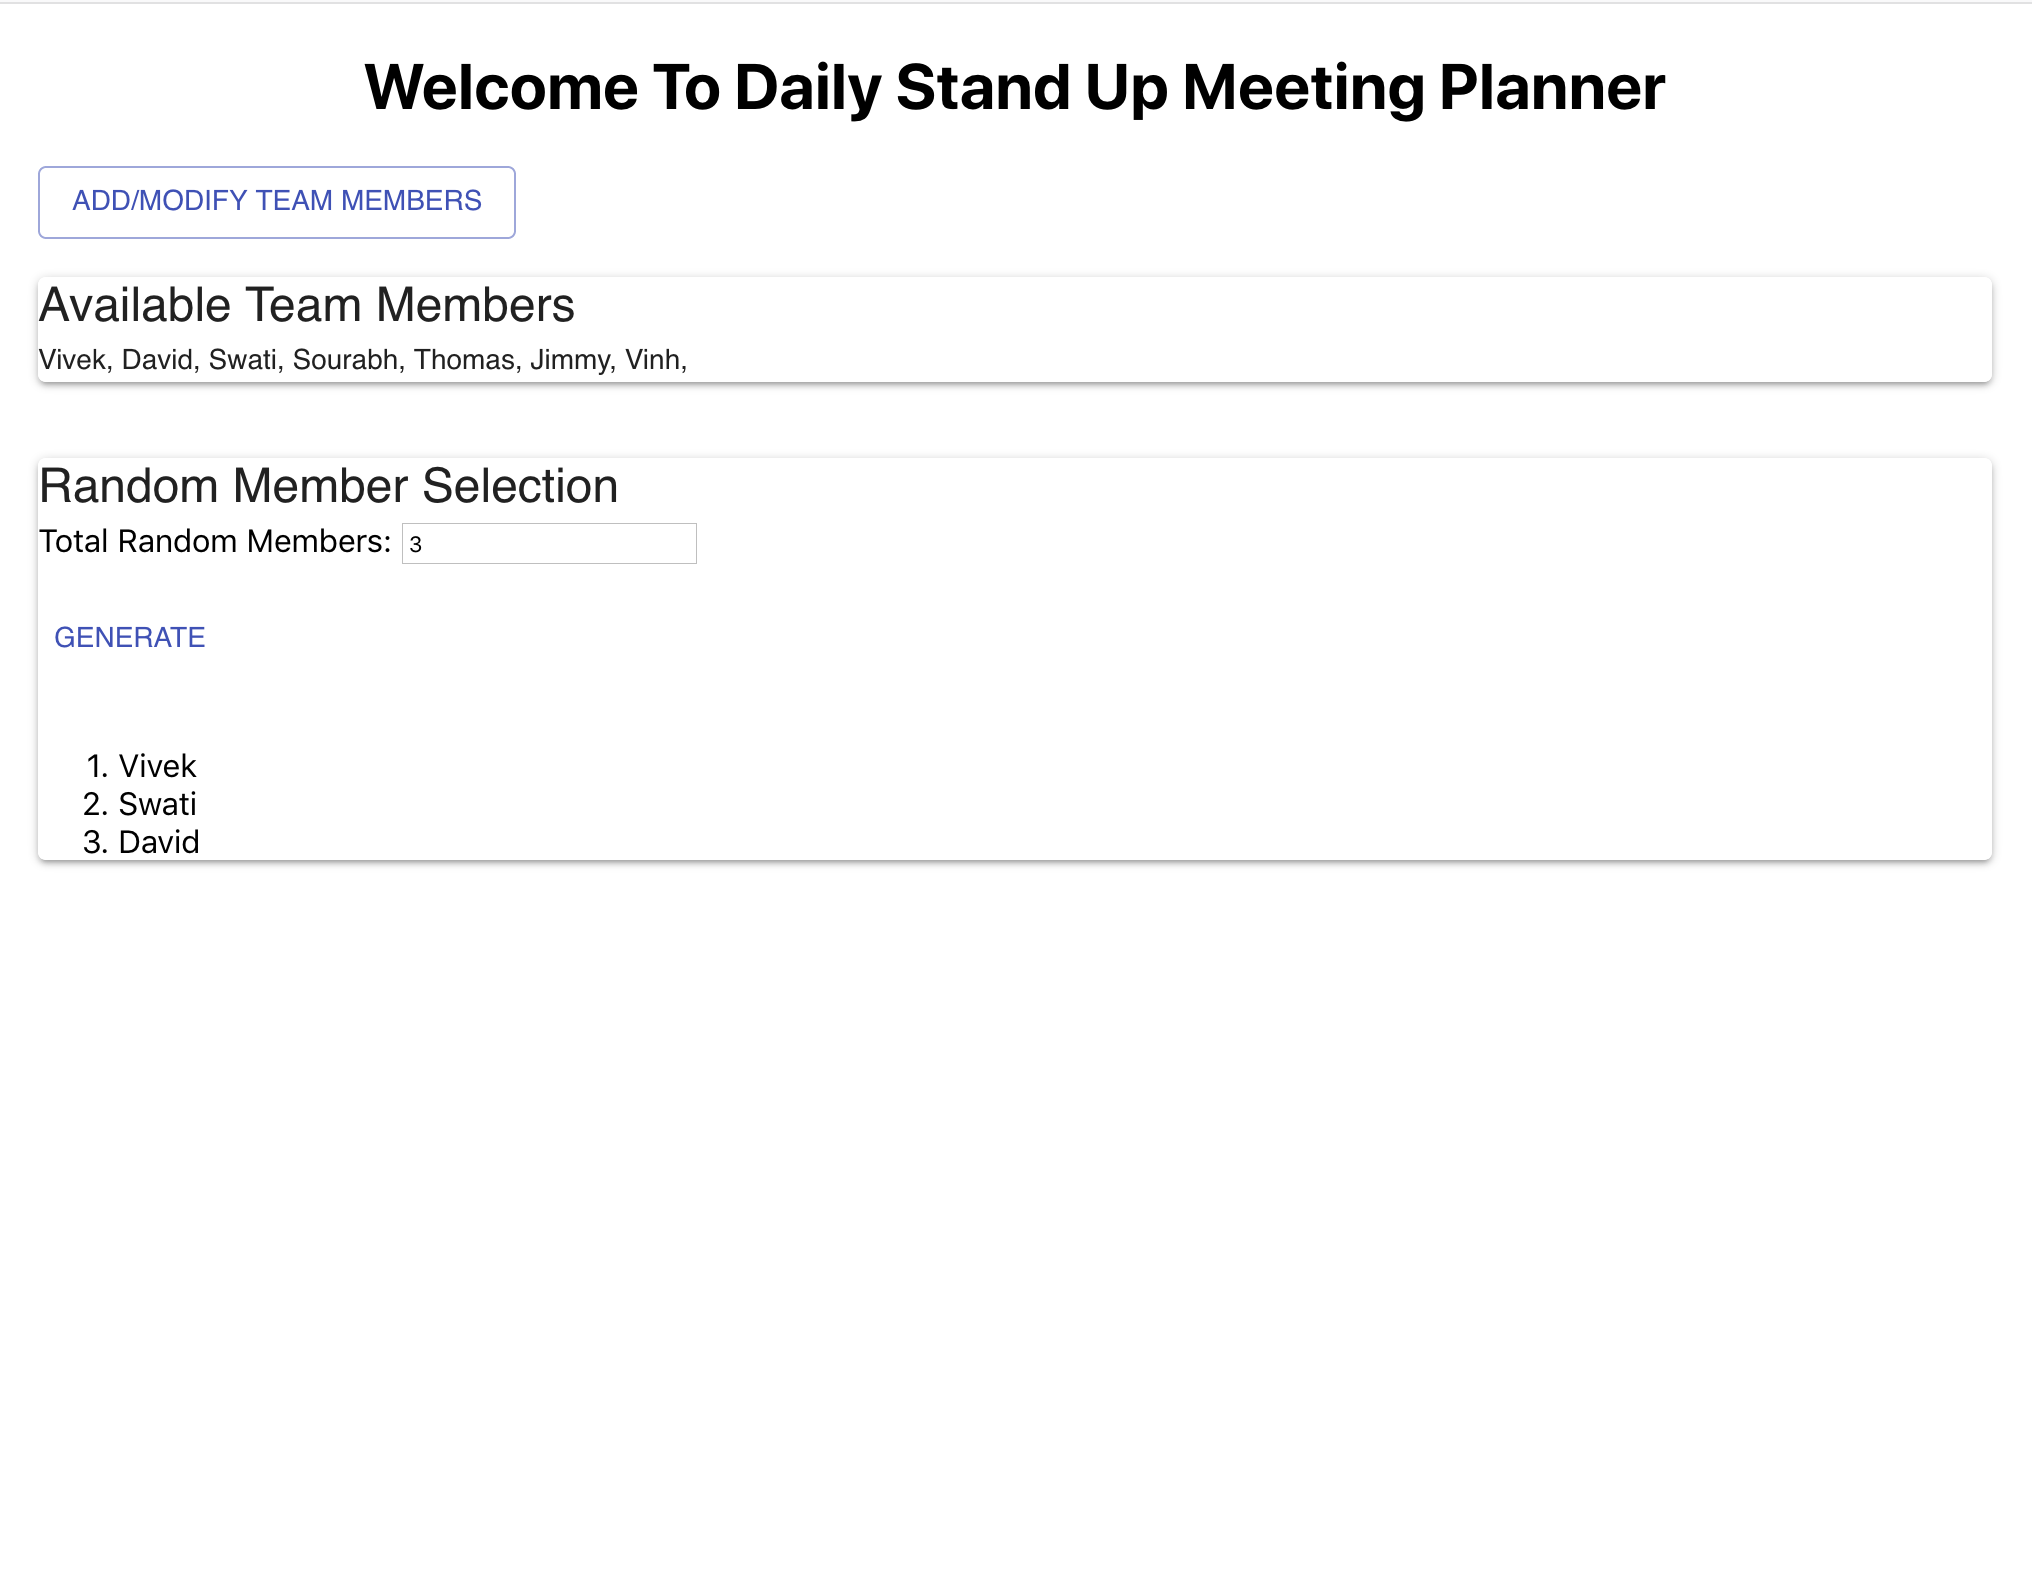 Welcome To Daily Stand Up Meeting Planner
ADD/MODIFY TEAM MEMBERS
Available Team Members
Vivek, David, Swati, Sourabh, Thomas, Jimmy, Vinh,
Random Member Selection
Total Random Members: 3
GENERATE
1. Vivek
2. Swati
3. David